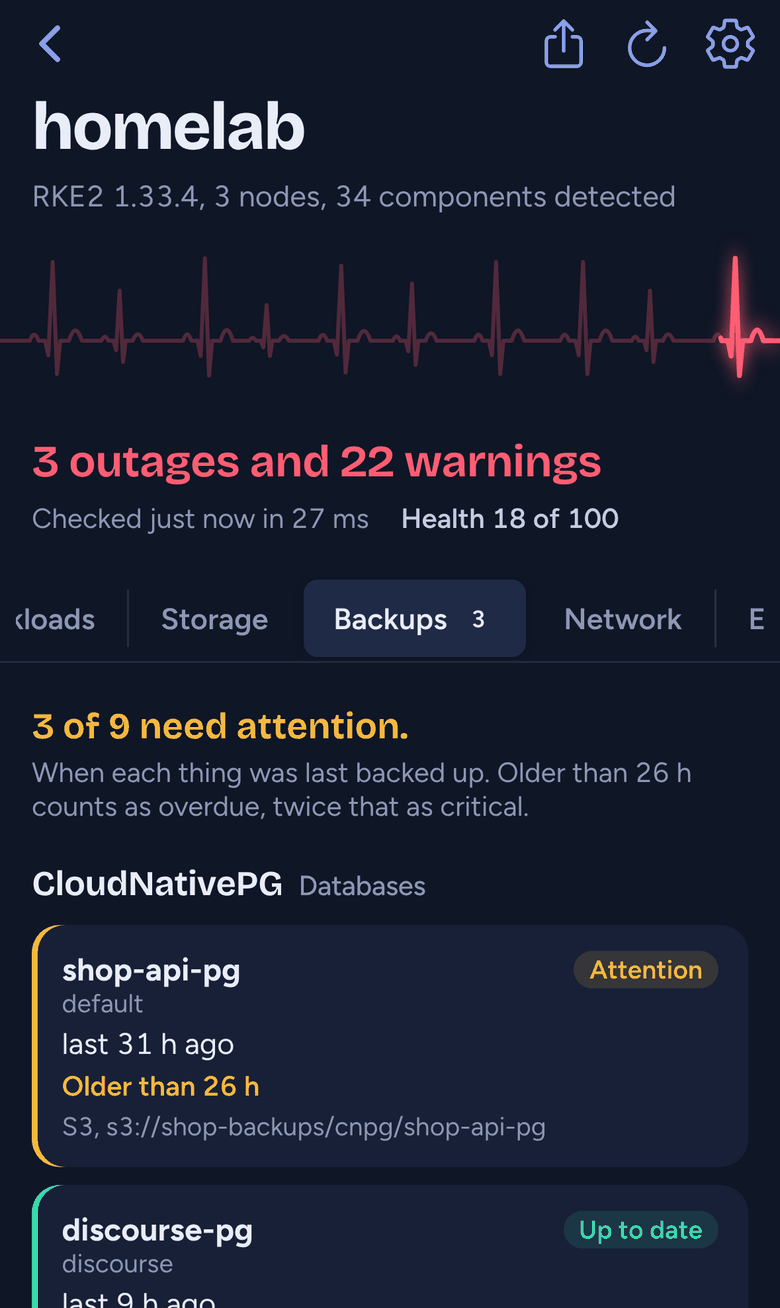 homelab
RKE2 1.33.4, 3 nodes, 34 components detected
3 outages and 22 warnings
Checked just now in 27 ms Health 18 of 100
kloads Storage Backups 3 Network E
3 of 9 need attention.
When each thing was last backed up. Older than 26 h
counts as overdue, twice that as critical.
CloudNativePG Databases
shop-api-pg Attention
default
last 31 h ago
Older than 26 h
S3, s3://shop-backups/cnpg/shop-api-pg
discourse-pg Up to date
discourse
last 9 h ago